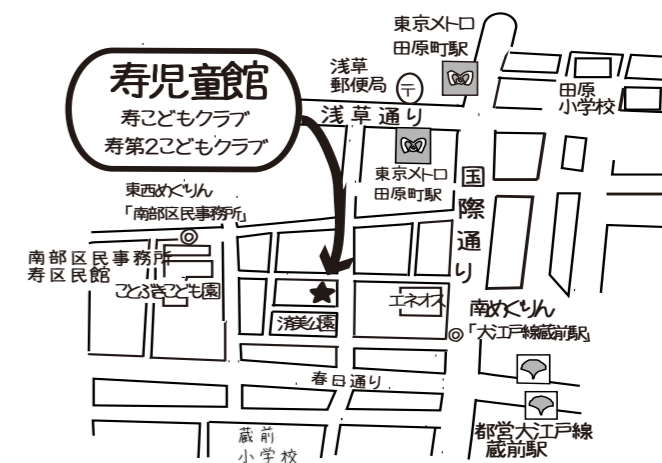 東京メトロ
田原町駅
浅草
郵便局
〒
田原
小学校
寿児童館
寿こどもクラブ
寿第2こどもクラブ
浅草通り
東京メトロ
田原町駅
国際通り
東西めぐりん
「南部区民事務所」
南部区民事務所
寿区民館
ことぶきこども園
済美公園
エネオス
南めぐりん
「大江戸線蔵前駅」
春日通り
都営大江戸線
蔵前駅
蔵前
小学校